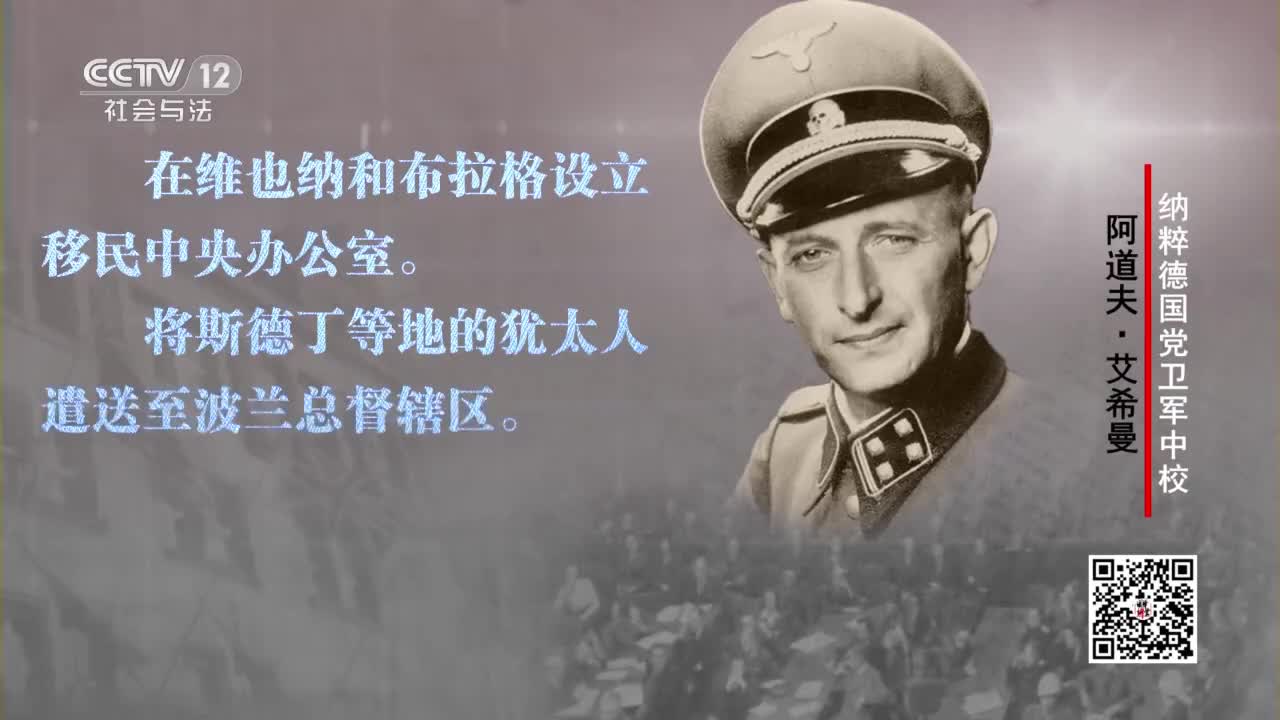 CCTV 12
社会与法
在维也纳和布拉格设立
移民中央办公室。
将斯德丁等地的犹太人
遣送至波兰总督辖区。
纳粹德国党卫军中校
阿道夫·艾希曼